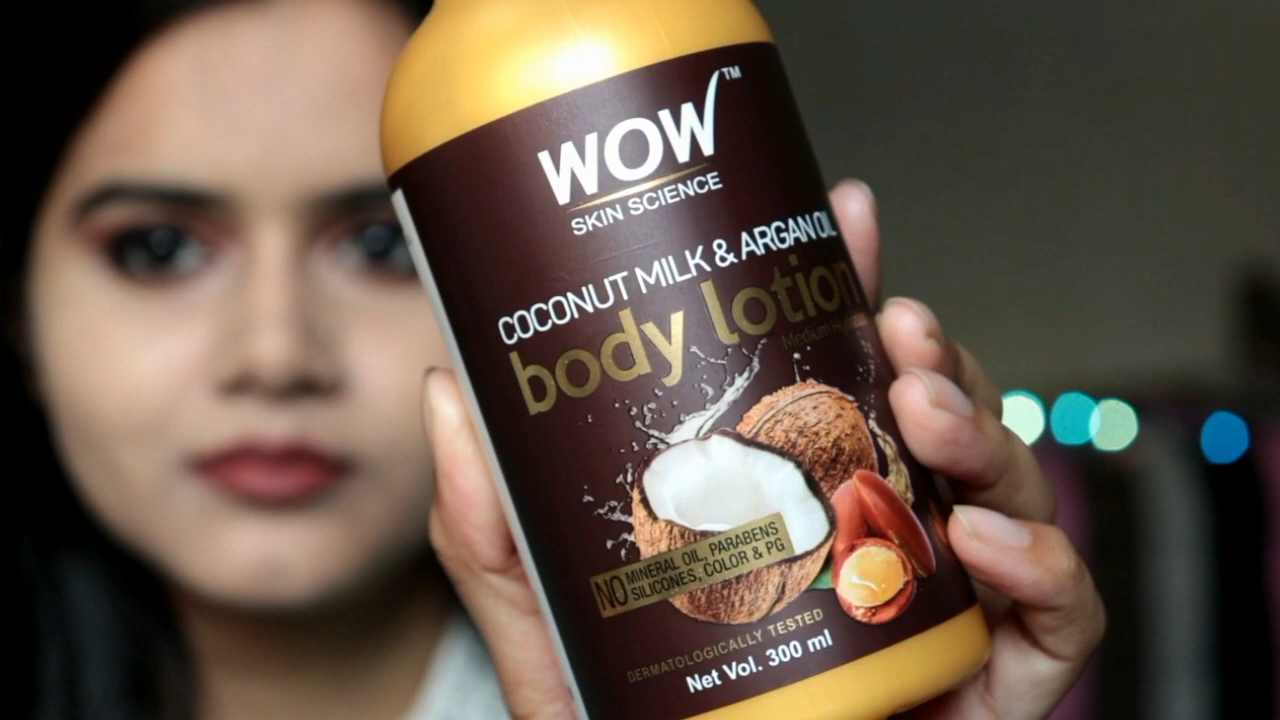 WOW™
SKIN SCIENCE
COCONUT MILK & ARGAN OIL
body lotion
Medium
NO MINERAL OIL, PARABENS
SILICONES, COLOR & PG
DERMATOLOGICALLY TESTED
Net Vol. 300 ml